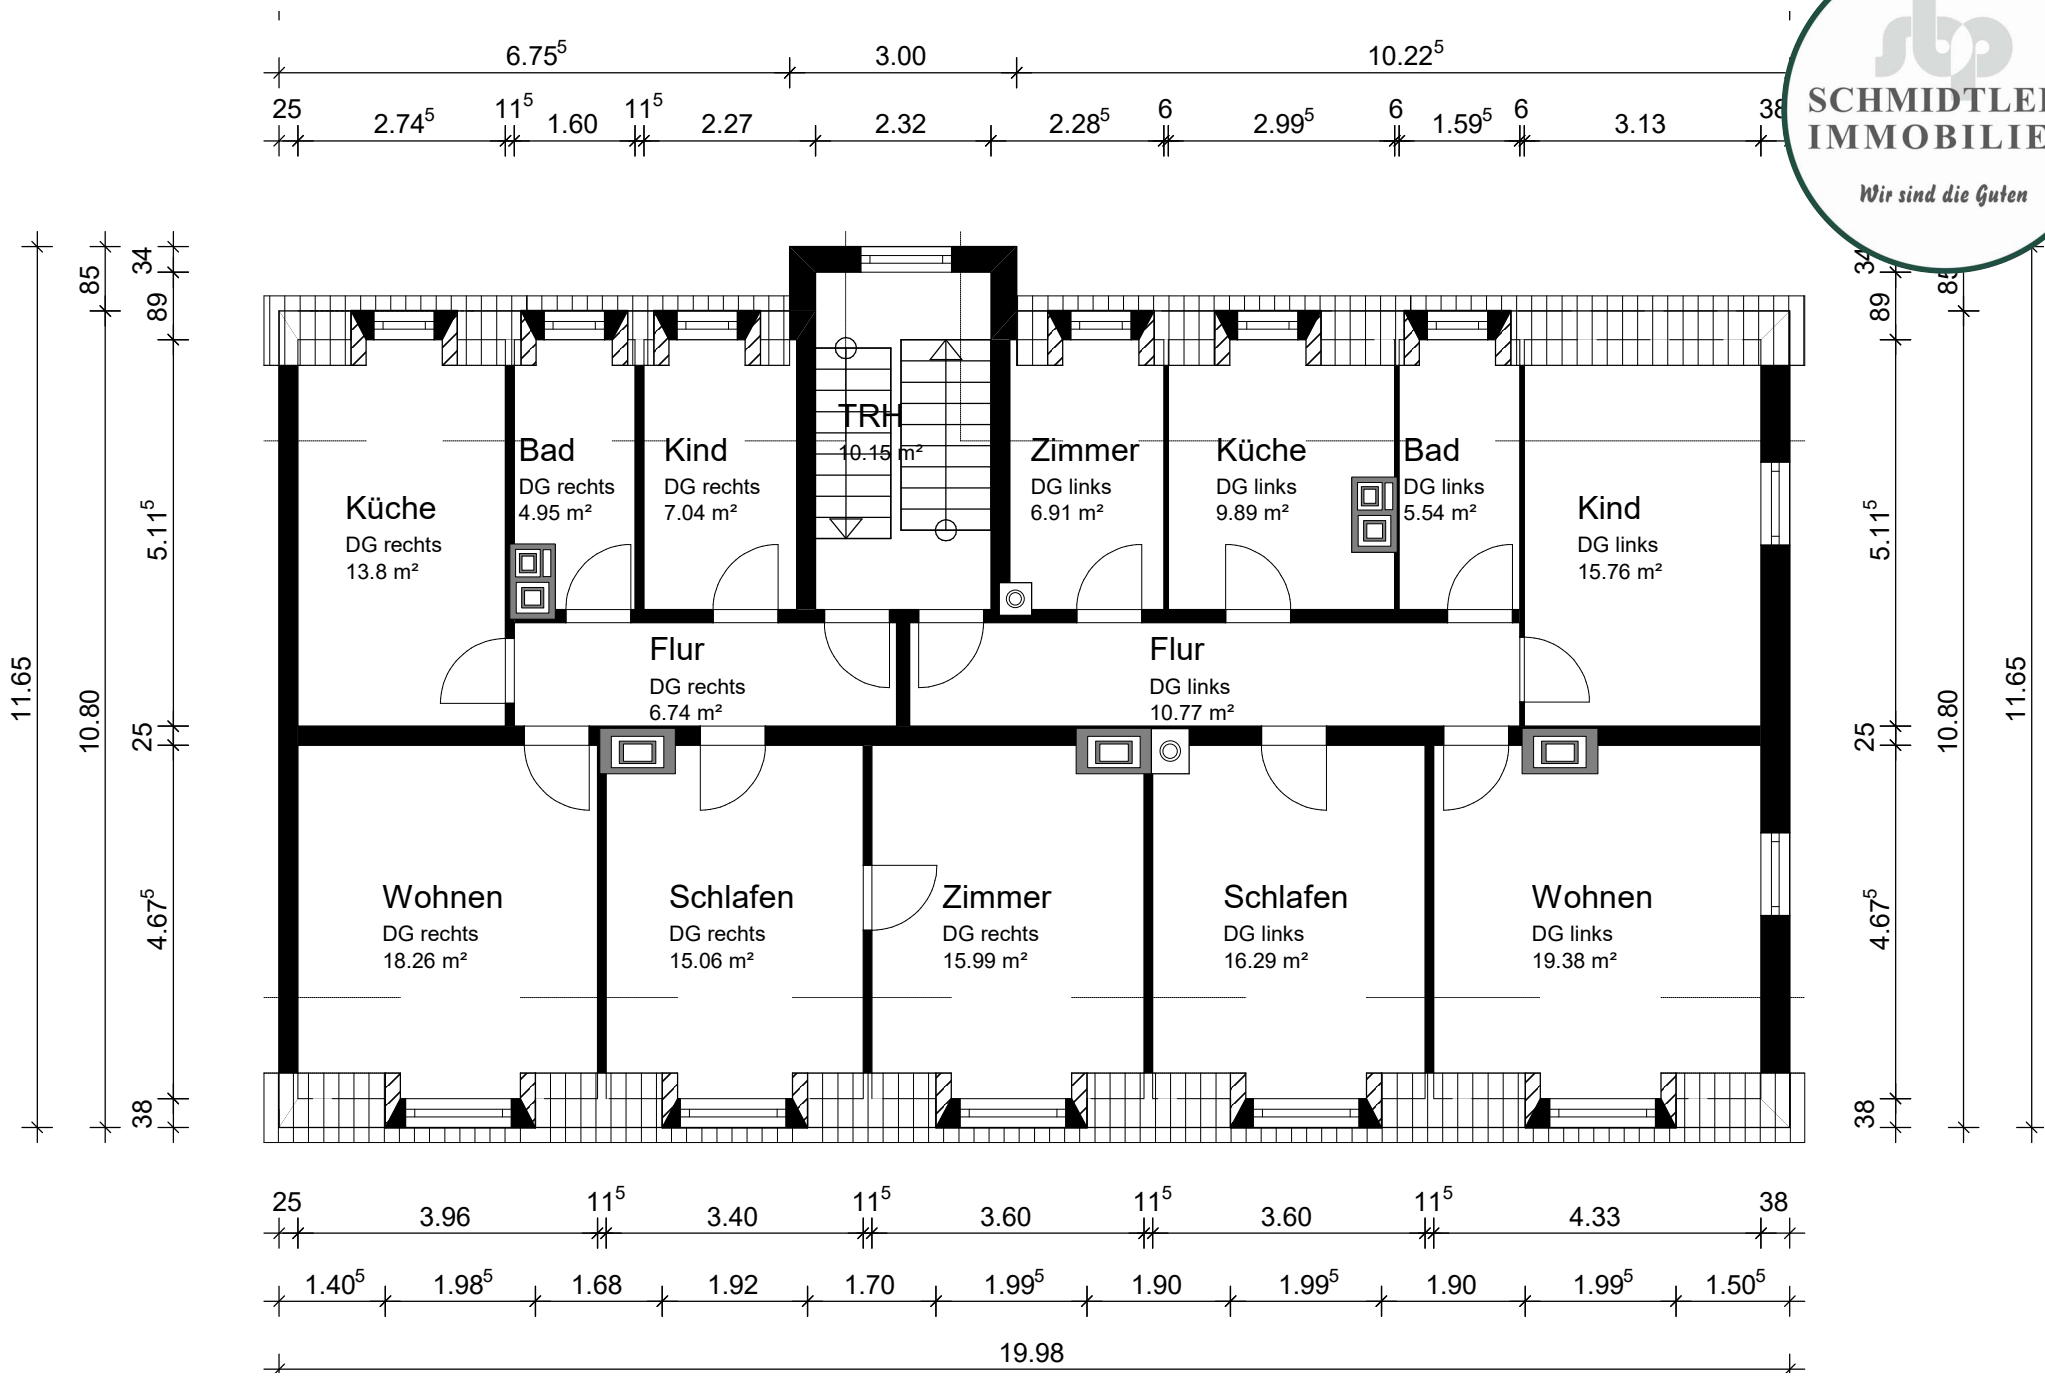 6.75⁵ 3.00 10.22⁵
25 2.74⁵ 11⁵ 1.60 11⁵ 2.27 2.32 2.28⁵ 6 2.99⁵ 6 1.59⁵ 6 3.13
sbp
IMMOBILIE
Wir sind die Guten
34
85
89
5.11⁵
11.65
10.80
25
4.67⁵
38
TRH
10.15 m²
Küche
DG rechts
13.8 m²
Bad
DG rechts
4.95 m²
Kind
DG rechts
7.04 m²
Zimmer
DG links
6.91 m²
Küche
DG links
9.89 m²
Bad
DG links
5.54 m²
Kind
DG links
15.76 m²
Flur
DG rechts
6.74 m²
Flur
DG links
10.77 m²
Wohnen
DG rechts
18.26 m²
Schlafen
DG rechts
15.06 m²
Zimmer
DG rechts
15.99 m²
Schlafen
DG links
16.29 m²
Wohnen
DG links
19.38 m²
89
5.11⁵
11.65
10.80
25
4.67⁵
38
25 3.96 11⁵ 3.40 11⁵ 3.60 11⁵ 3.60 11⁵ 4.33 38
1.40⁵ 1.98⁵ 1.68 1.92 1.70 1.99⁵ 1.90 1.99⁵ 1.90 1.99⁵ 1.50⁵
19.98